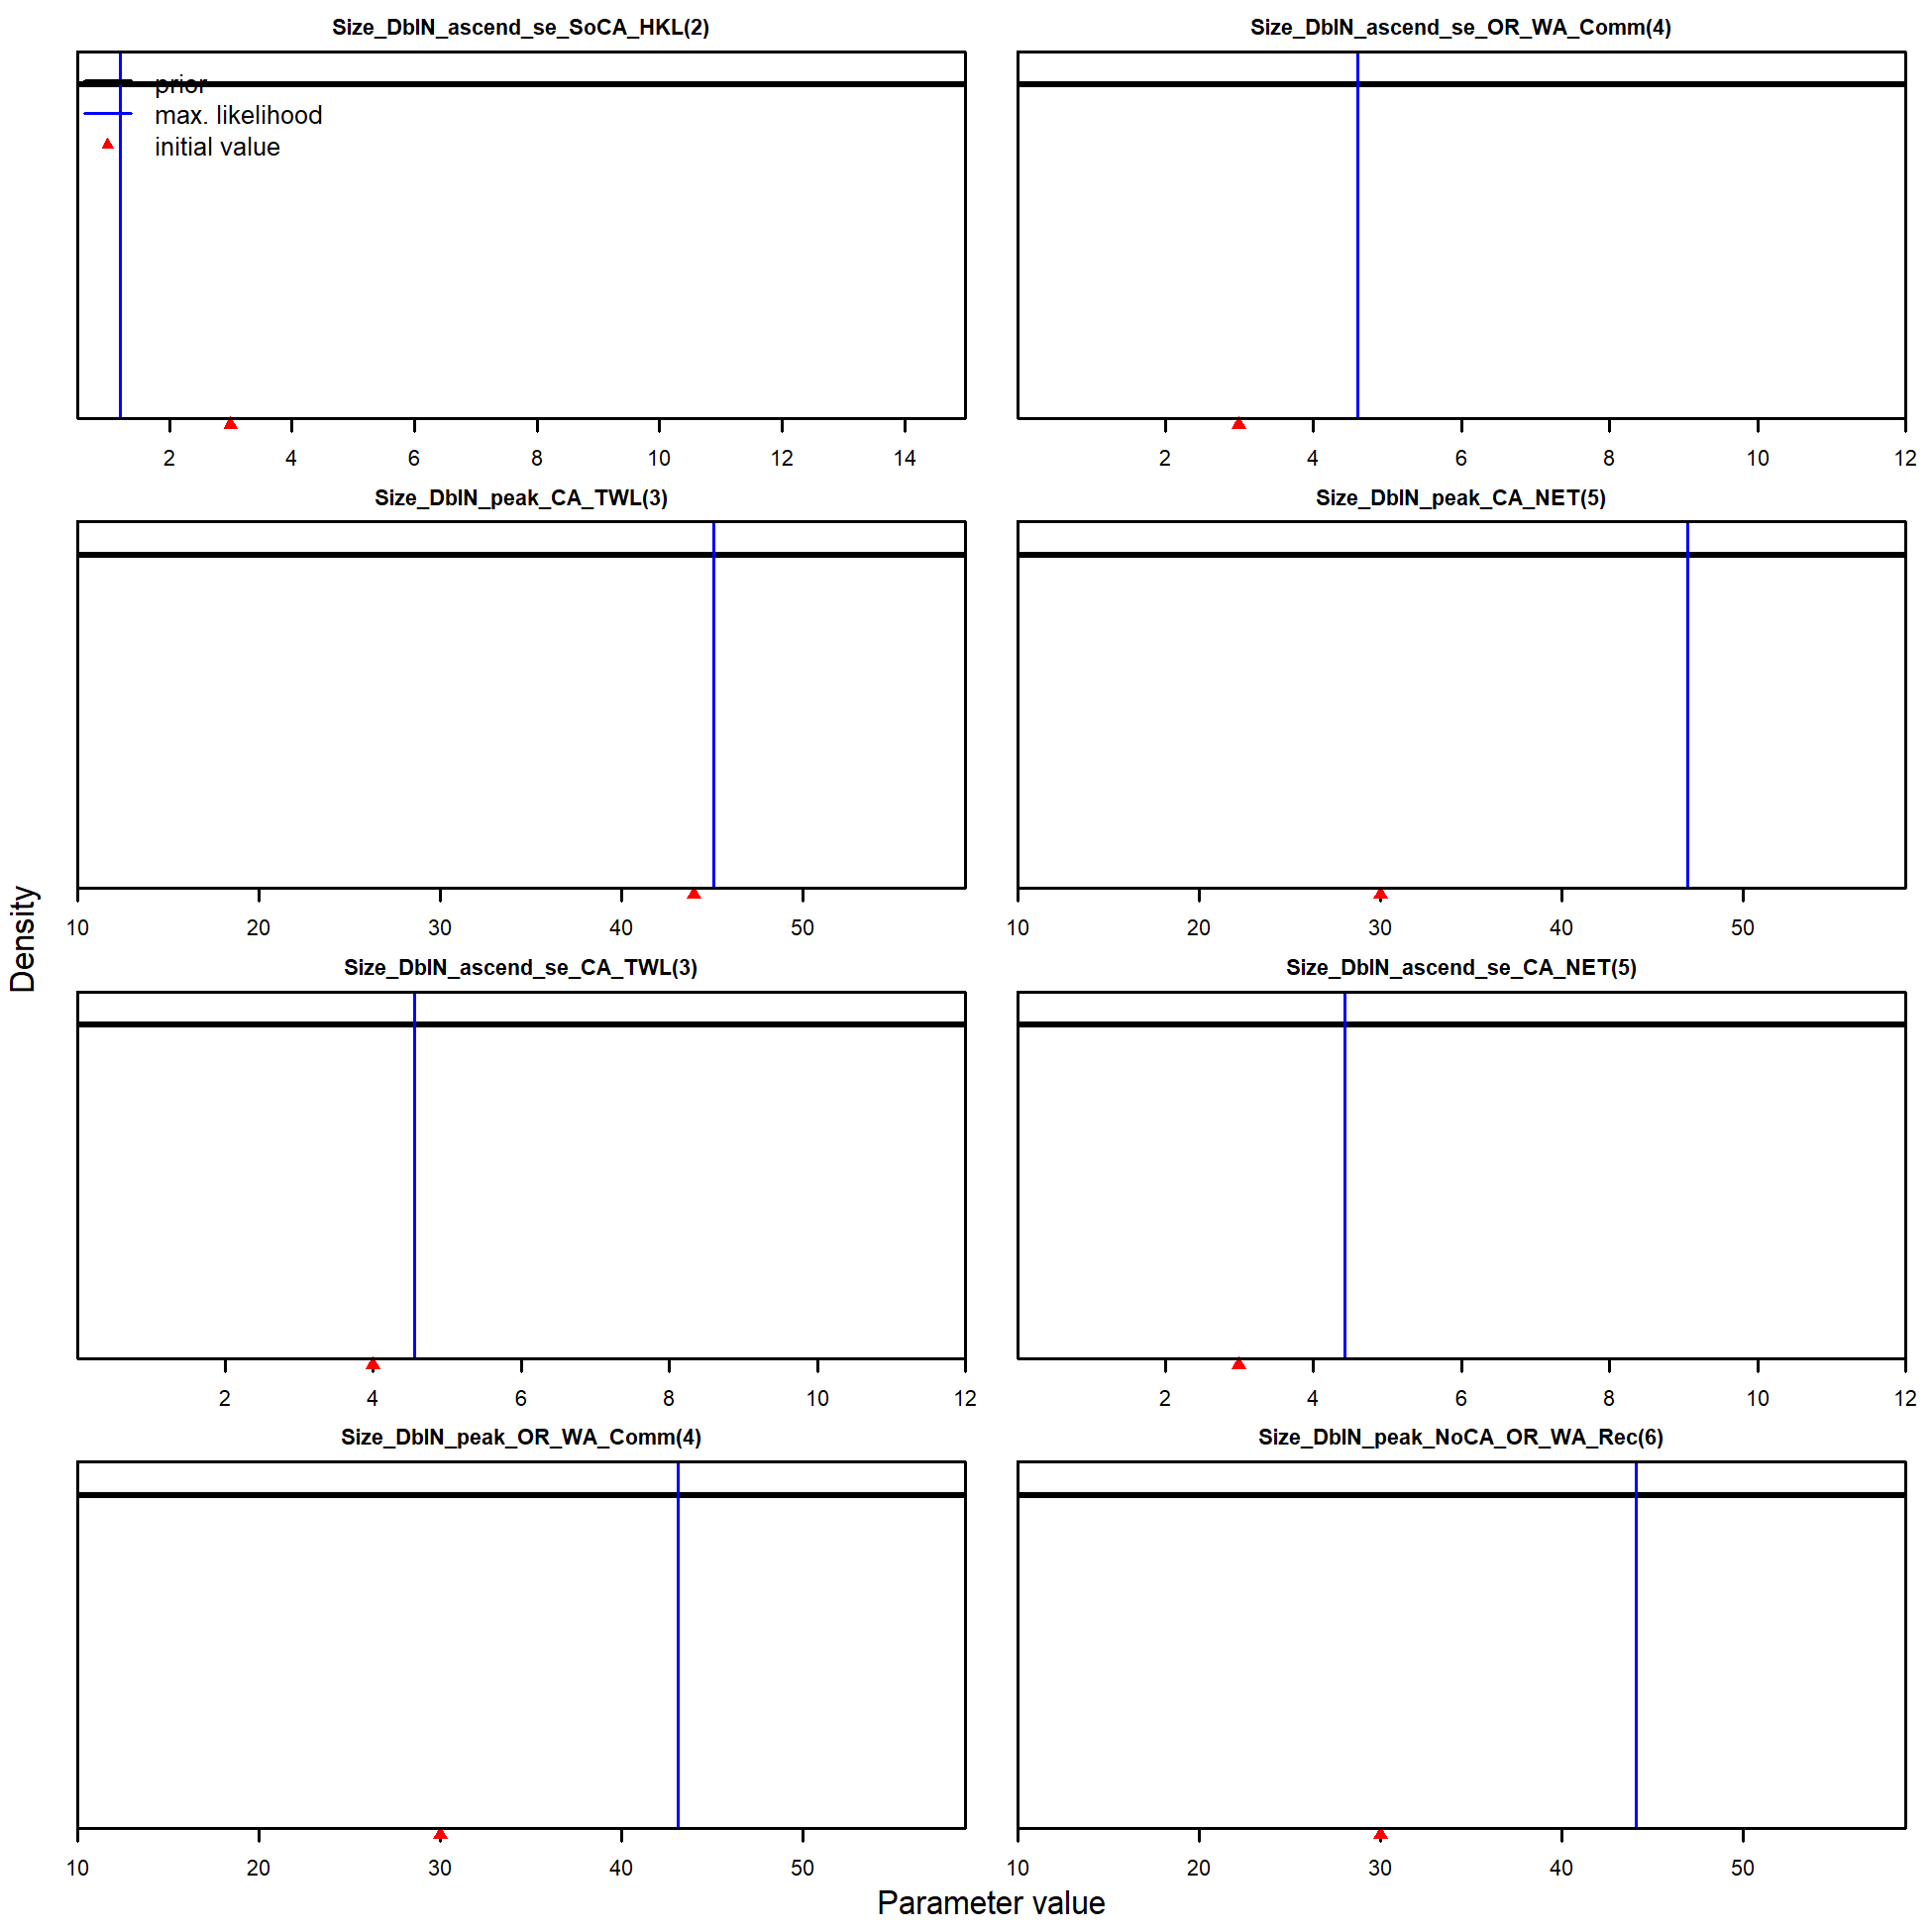 Size_DblN_ascend_se_SoCA_HKL(2)
prior
max. likelihood
initial value
2 4 6 8 10 12 14
Size_DblN_ascend_se_OR_WA_Comm(4)
2 4 6 8 10 12
Size_DblN_peak_CA_TWL(3)
10 20 30 40 50
Size_DblN_peak_CA_NET(5)
10 20 30 40 50
Size_DblN_ascend_se_CA_TWL(3)
2 4 6 8 10 12
Size_DblN_ascend_se_CA_NET(5)
2 4 6 8 10 12
Size_DblN_peak_OR_WA_Comm(4)
10 20 30 40 50
Size_DblN_peak_NoCA_OR_WA_Rec(6)
10 20 30 40 50
Density
Parameter value